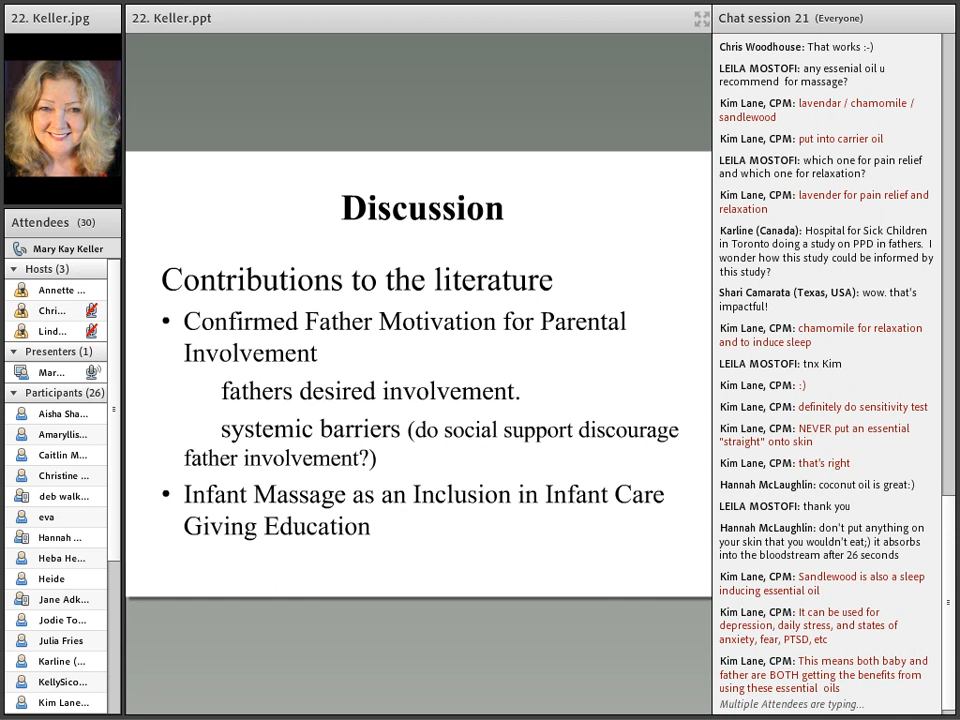 22. Keller.jpg
22. Keller.ppt
Chat session 21 (Everyone)
Attendees (30)
Mary Kay Keller
Hosts (3)
Annette ...
Chri...
Lind...
Presenters (1)
Mar...
Participants (26)
Aisha Sha...
Amaryllis...
Caitlin M...
Christine ...
deb walk...
eva
Hannah ...
Heba He...
Heide
Jane Adk...
Jodie To...
Julia Fries
Karline (...
KellySico...
Kim Lane...
Discussion
Contributions to the literature
• Confirmed Father Motivation for Parental
Involvement
fathers desired involvement.
systemic barriers (do social support discourage
father involvement?)
• Infant Massage as an Inclusion in Infant Care
Giving Education
Chris Woodhouse: That works :-)
LEILA MOSTOFI: any essenial oil u
recommend for massage?
Kim Lane, CPM: lavendar / chamomile /
sandlewood
Kim Lane, CPM: put into carrier oil
LEILA MOSTOFI: which one for pain relief
and which one for relaxation?
Kim Lane, CPM: lavender for pain relief and
relaxation
Karline (Canada): Hospital for Sick Children
in Toronto doing a study on PPD in fathers. I
wonder how this study could be informed by
this study?
Shari Camarata (Texas, USA): wow. that's
impactful!
Kim Lane, CPM: chamomile for relaxation
and to induce sleep
LEILA MOSTOFI: tnx Kim
Kim Lane, CPM: :)
Kim Lane, CPM: definitely do sensitivity test
Kim Lane, CPM: NEVER put an essential
"straight" onto skin
Kim Lane, CPM: that's right
Hannah McLaughlin: coconut oil is great:)
LEILA MOSTOFI: thank you
Hannah McLaughlin: don't put anything on
your skin that you wouldn't eat;) it absorbs
into the bloodstream after 26 seconds
Kim Lane, CPM: Sandlewood is also a sleep
inducing essential oil
Kim Lane, CPM: It can be used for
depression, daily stress, and states of
anxiety, fear, PTSD, etc
Kim Lane, CPM: This means both baby and
father are BOTH getting the benefits from
using these essential oils
Multiple Attendees are typing...